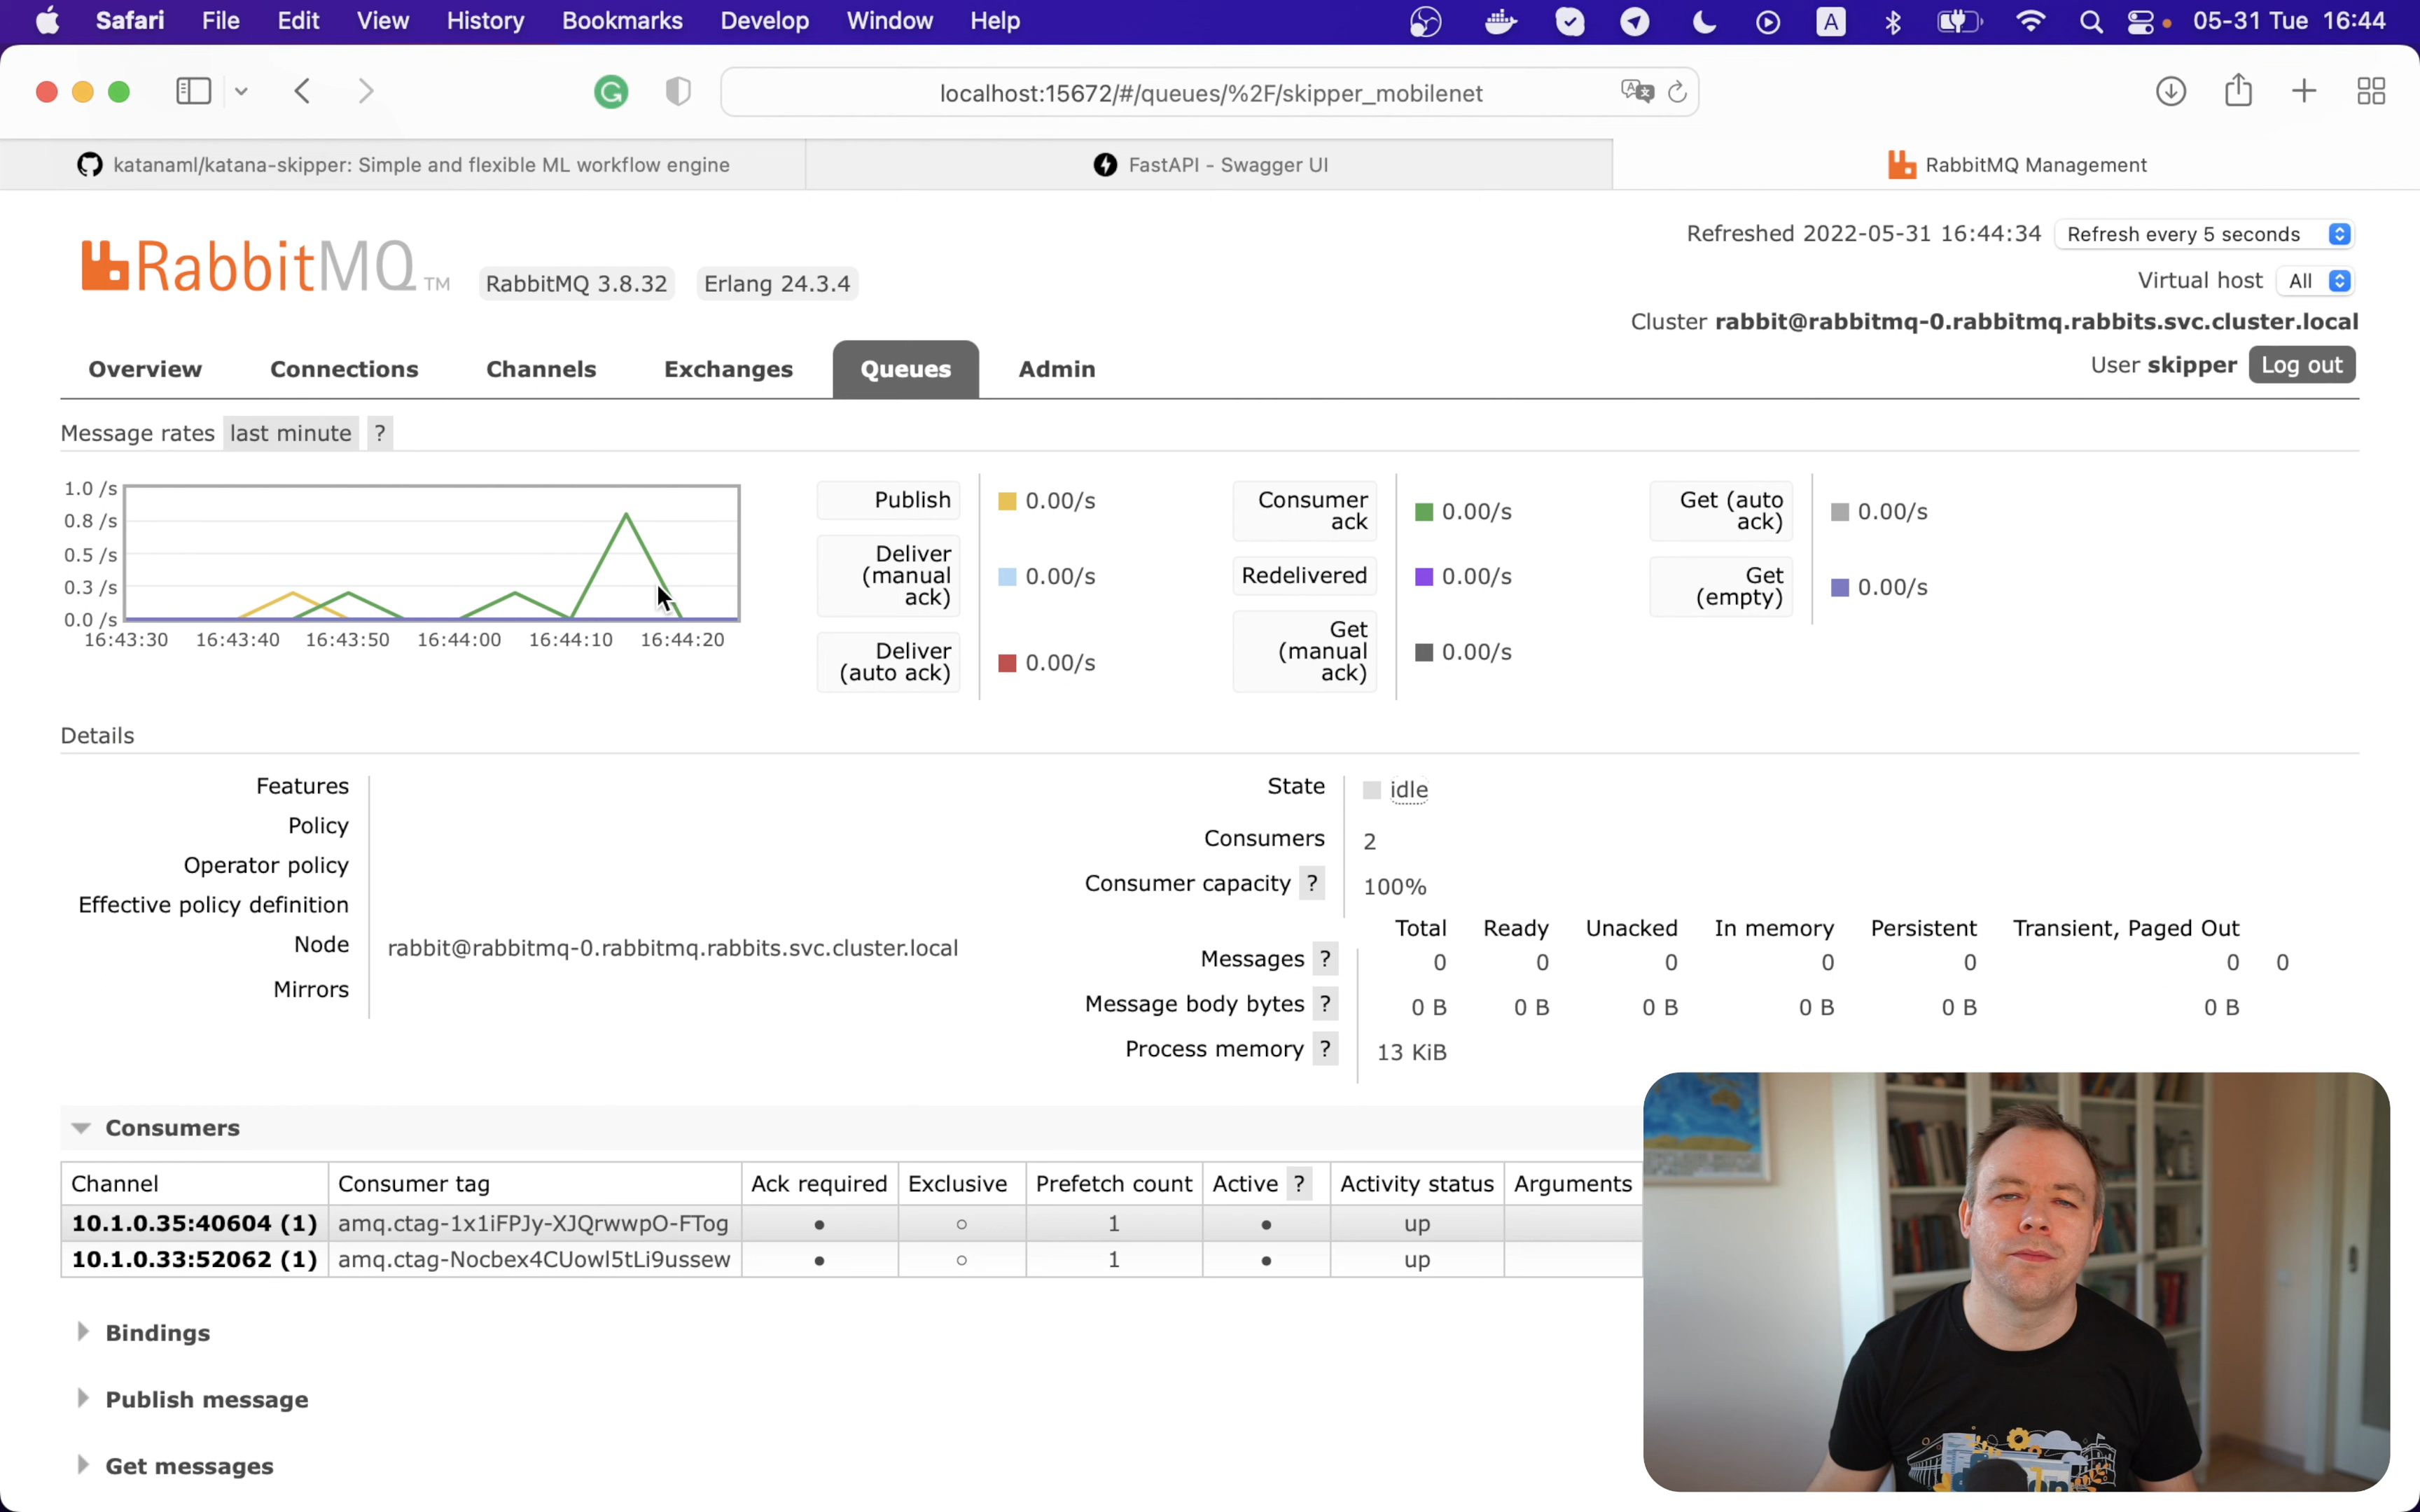 Safari File Edit View History Bookmarks Develop Window Help A 05-31 Tue 16:44
localhost:15672/#/queues/%2F/skipper_mobilenet
katanaml/katana-skipper: Simple and flexible ML workflow engine
FastAPI - Swagger UI
RabbitMQ Management
RabbitMQ TM RabbitMQ 3.8.32 Erlang 24.3.4
Refreshed 2022-05-31 16:44:34 Refresh every 5 seconds
Virtual host All
Cluster rabbit@rabbitmq-0.rabbitmq.rabbits.svc.cluster.local
User skipper Log out
Overview Connections Channels Exchanges Queues Admin
Message rates last minute ?
1.0 /s
0.8 /s
0.5 /s
0.3 /s
0.0 /s
16:43:30 16:43:40 16:43:50 16:44:00 16:44:10 16:44:20
Publish 0.00/s
Deliver
(manual
ack) 0.00/s
Deliver
(auto ack) 0.00/s
Consumer
ack 0.00/s
Redelivered 0.00/s
Get
(manual
ack) 0.00/s
Get (auto
ack) 0.00/s
Get
(empty) 0.00/s
Details
Features
Policy
Operator policy
Effective policy definition
Node rabbit@rabbitmq-0.rabbitmq.rabbits.svc.cluster.local
Mirrors
State idle
Consumers 2
Consumer capacity ? 100%
Total Ready Unacked In memory Persistent Transient, Paged Out
Messages ? 0 0 0 0 0 0 0
Message body bytes ? 0 B 0 B 0 B 0 B 0 B 0 B
Process memory ? 13 KiB
Consumers
Channel Consumer tag Ack required Exclusive Prefetch count Active ? Activity status Arguments
10.1.0.35:40604 (1) amq.ctag-1x1iFPJy-XJQrwwpO-FTog ● ○ 1 ● up
10.1.0.33:52062 (1) amq.ctag-Nocbex4CUowl5tLi9ussew ● ○ 1 ● up
Bindings
Publish message
Get messages